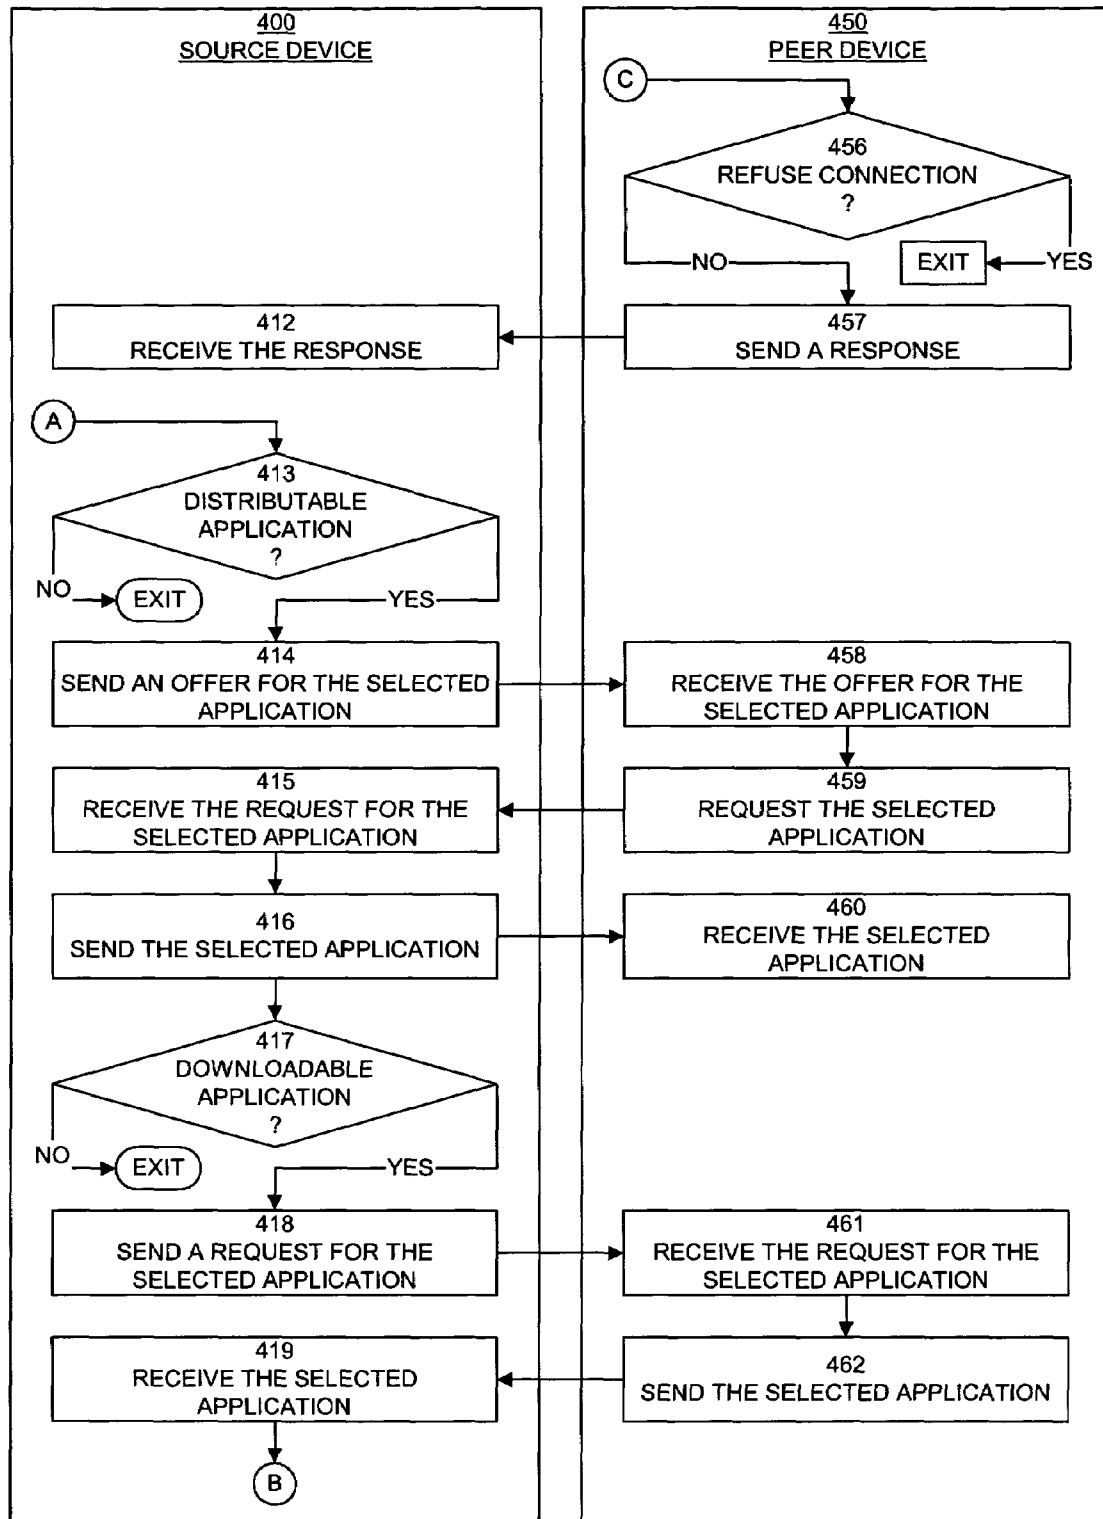 400
SOURCE DEVICE
450
PEER DEVICE
C
456
REFUSE CONNECTION
?
NO
EXIT
YES
412
RECEIVE THE RESPONSE
457
SEND A RESPONSE
A
413
DISTRIBUTABLE
APPLICATION
?
NO
EXIT
YES
414
SEND AN OFFER FOR THE SELECTED
APPLICATION
458
RECEIVE THE OFFER FOR THE
SELECTED APPLICATION
415
RECEIVE THE REQUEST FOR THE
SELECTED APPLICATION
459
REQUEST THE SELECTED
APPLICATION
416
SEND THE SELECTED APPLICATION
460
RECEIVE THE SELECTED
APPLICATION
417
DOWNLOADABLE
APPLICATION
?
NO
EXIT
YES
418
SEND A REQUEST FOR THE
SELECTED APPLICATION
461
RECEIVE THE REQUEST FOR THE
SELECTED APPLICATION
419
RECEIVE THE SELECTED
APPLICATION
462
SEND THE SELECTED APPLICATION
B